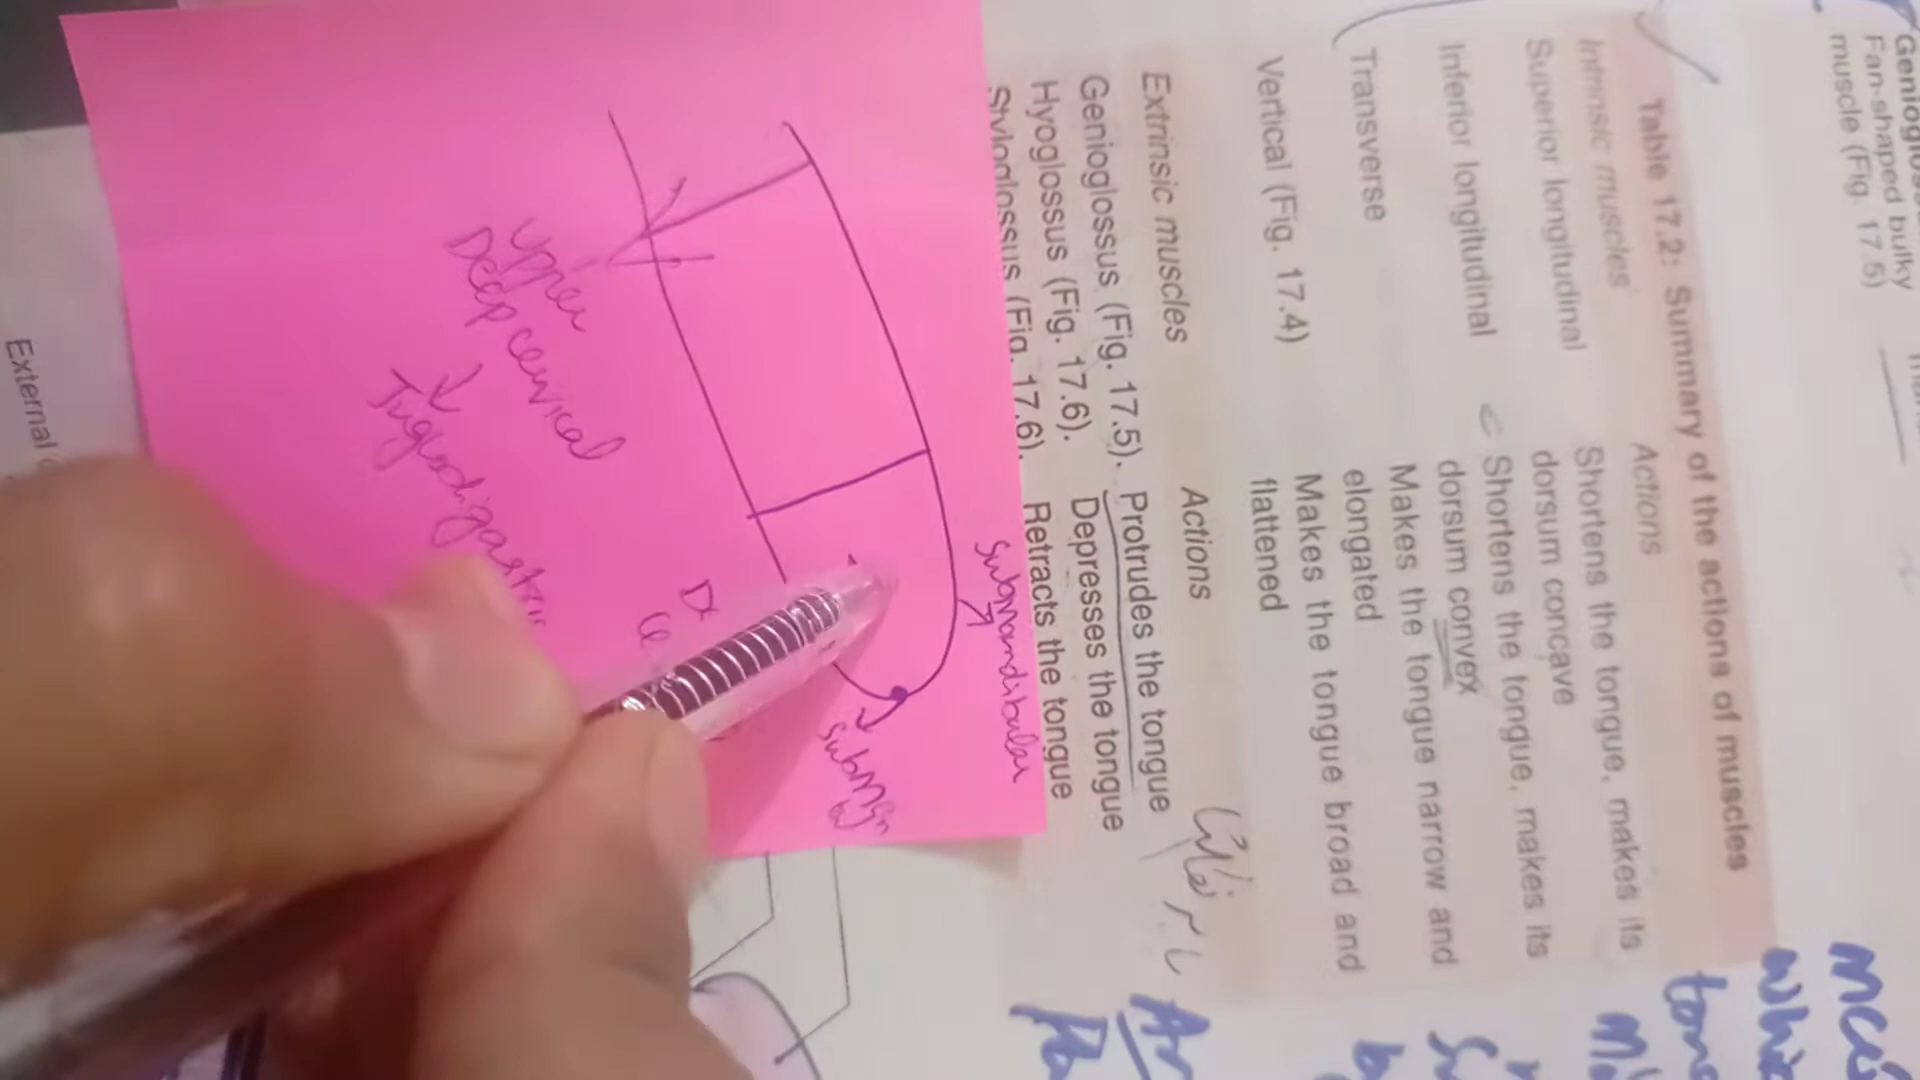 Fan-shaped bulky
muscle (Fig. 17.5)
Table 17.2: Summary of the actions of muscles
Intrinsic muscles Actions
Superior longitudinal Shortens the tongue, makes its
dorsum concave
Inferior longitudinal Shortens the tongue, makes its
dorsum convex
Transverse Makes the tongue narrow and
elongated
Vertical (Fig. 17.4) Makes the tongue broad and
flattened
Extrinsic muscles Actions
Genioglossus (Fig. 17.5). Protrudes the tongue
Hyoglossus (Fig. 17.6). Depresses the tongue
Styloglossus (Fig. 17.6). Retracts the tongue
Submandibular
Upper
Deep cervical
External